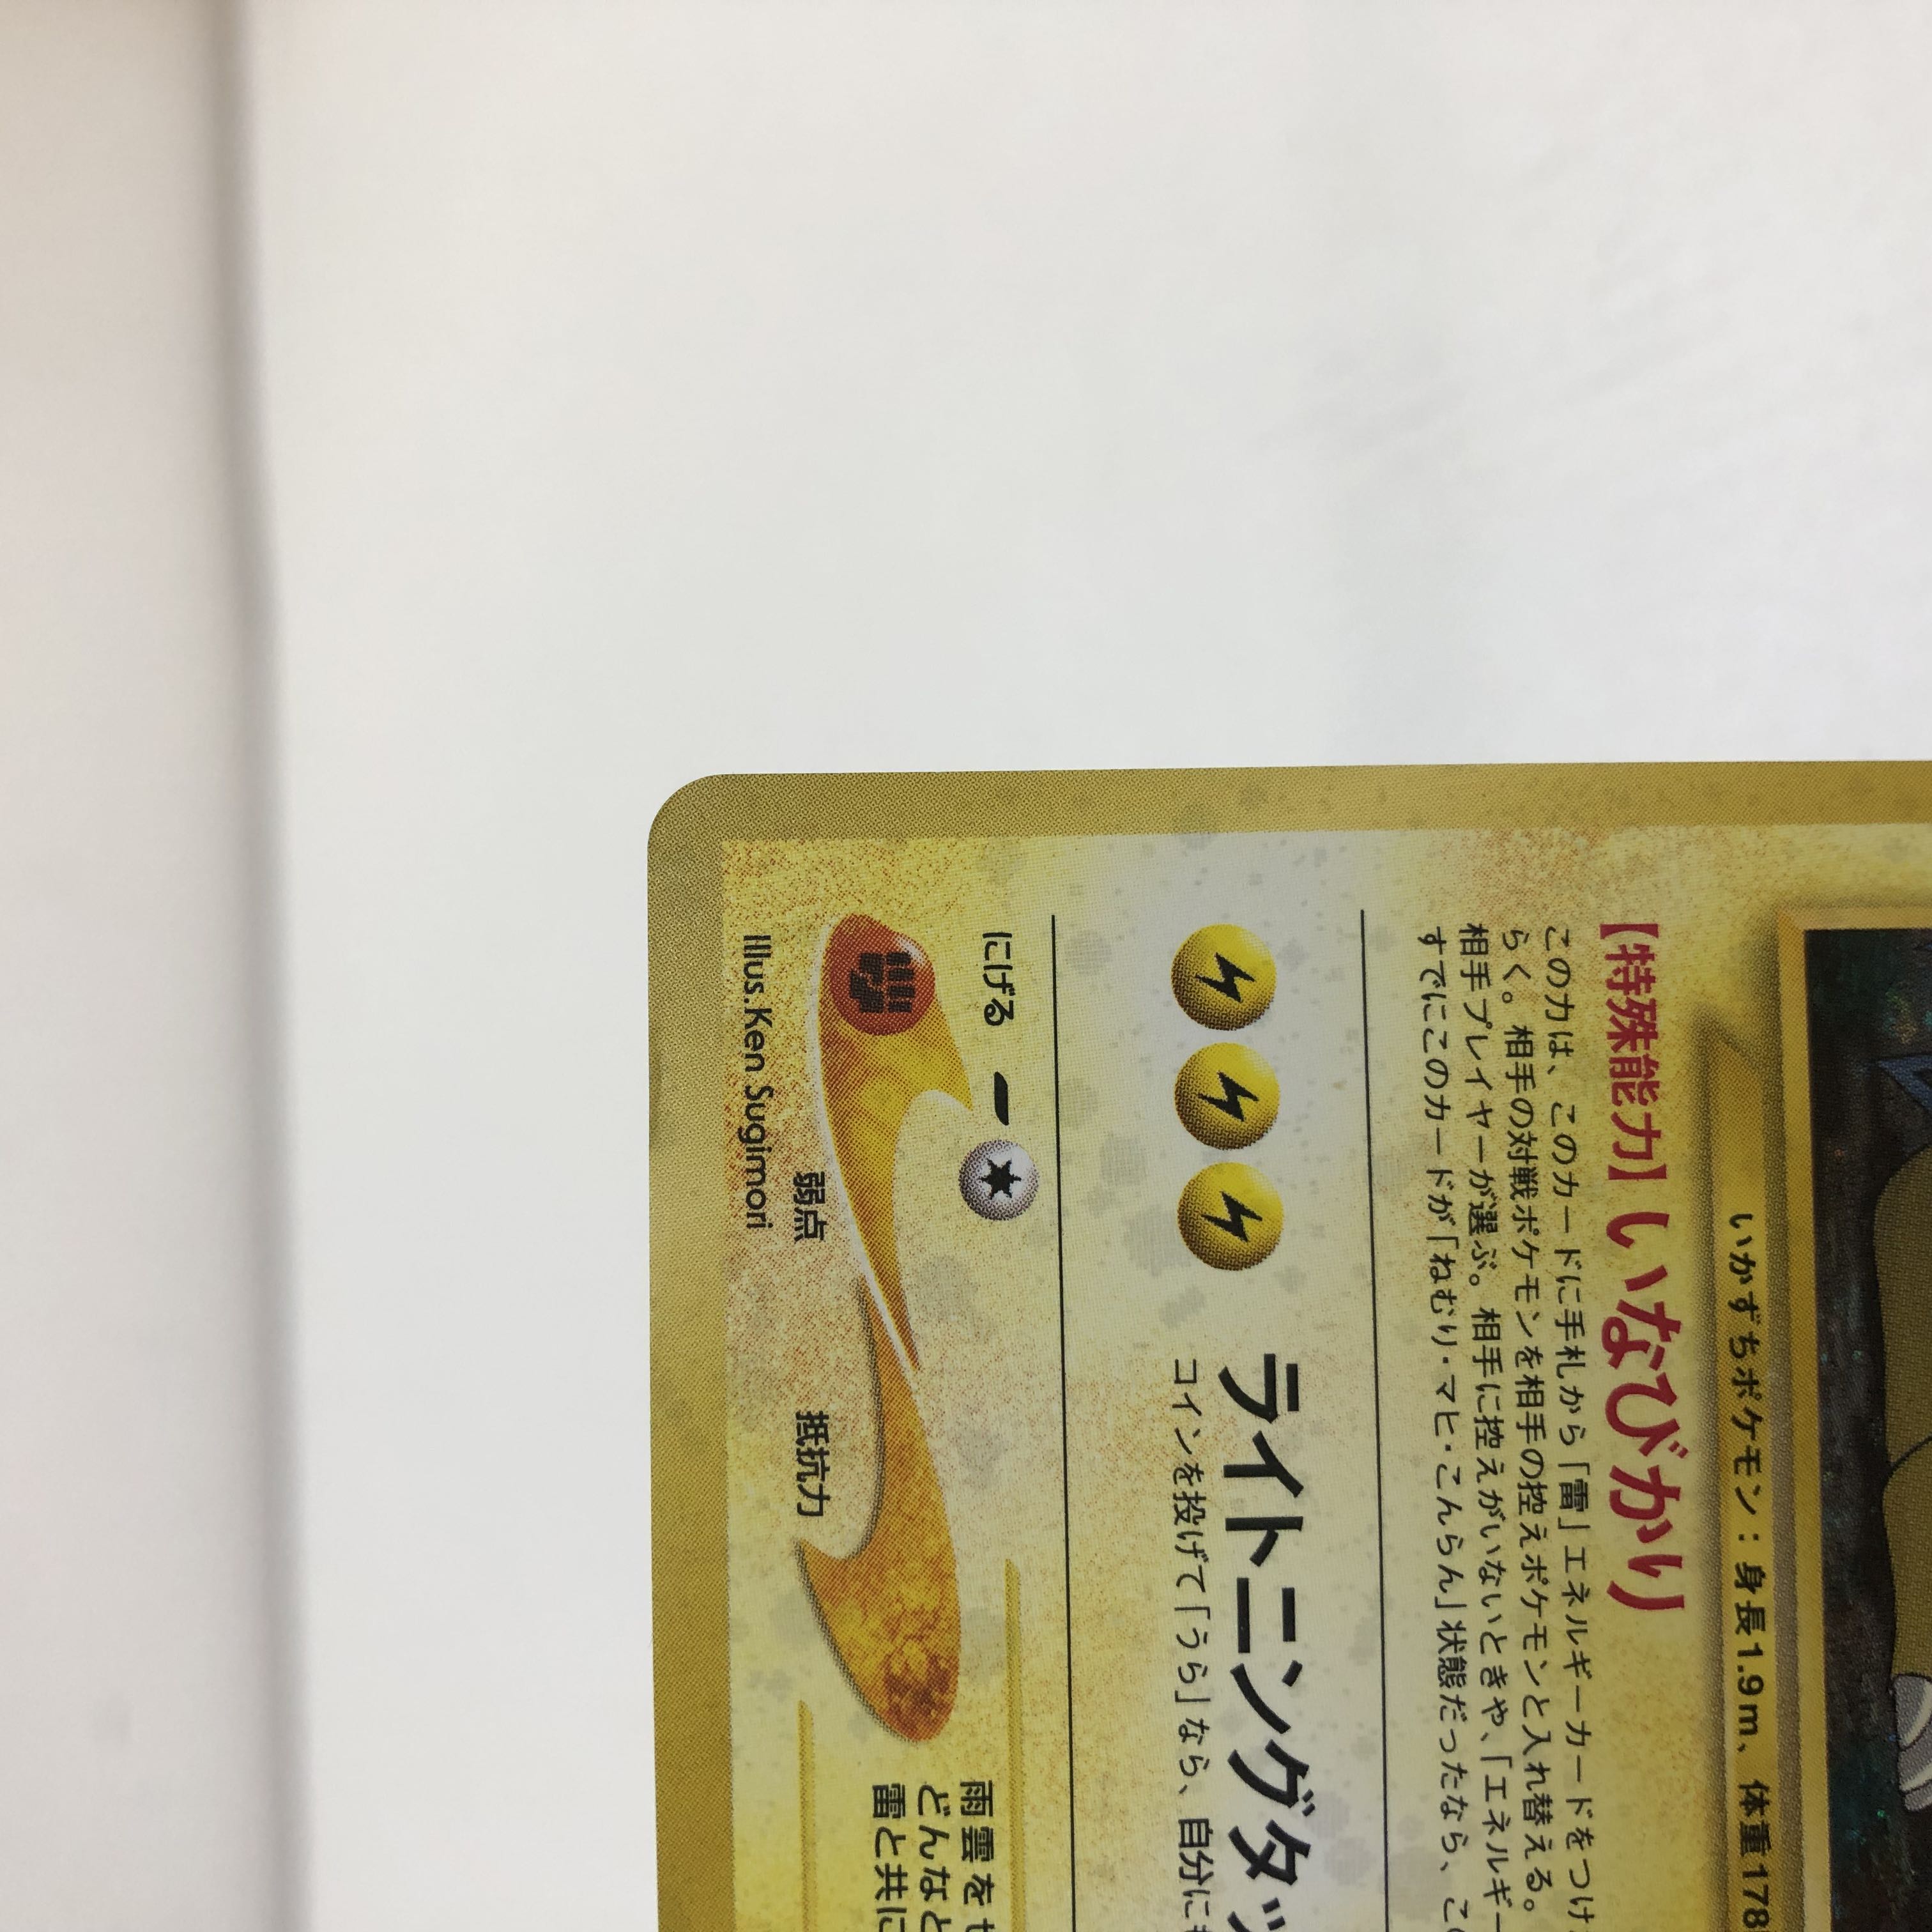 いかずちポケモン：身長1.9m、体重178
【特殊能力】いなびかり
この力は、このカードに手札から「雷」エネルギーカードをつけ
らく。相手の対戦ポケモンを相手の控えポケモンと入れ替える。
相手プレイヤーが選ぶ。相手に控えがいないときや、「エネルギー
すでにこのカードが「ねむり・マヒ・こんらん」状態だったなら、こ
ライトニングタッ
コインを投げて「うら」なら、自分に
にげる
弱点
抵抗力
雨雲を
どんなと
雷と共に
Illus.Ken Sugimori